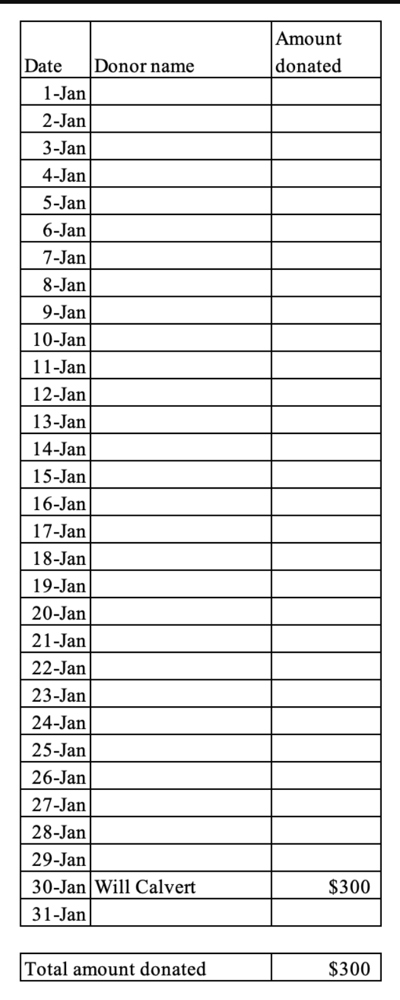 Amount
Date Donor name donated
1-Jan
2-Jan
3-Jan
4-Jan
5-Jan
6-Jan
7-Jan
8-Jan
9-Jan
10-Jan
11-Jan
12-Jan
13-Jan
14-Jan
15-Jan
16-Jan
17-Jan
18-Jan
19-Jan
20-Jan
21-Jan
22-Jan
23-Jan
24-Jan
25-Jan
26-Jan
27-Jan
28-Jan
29-Jan
30-Jan Will Calvert $300
31-Jan
Total amount donated $300